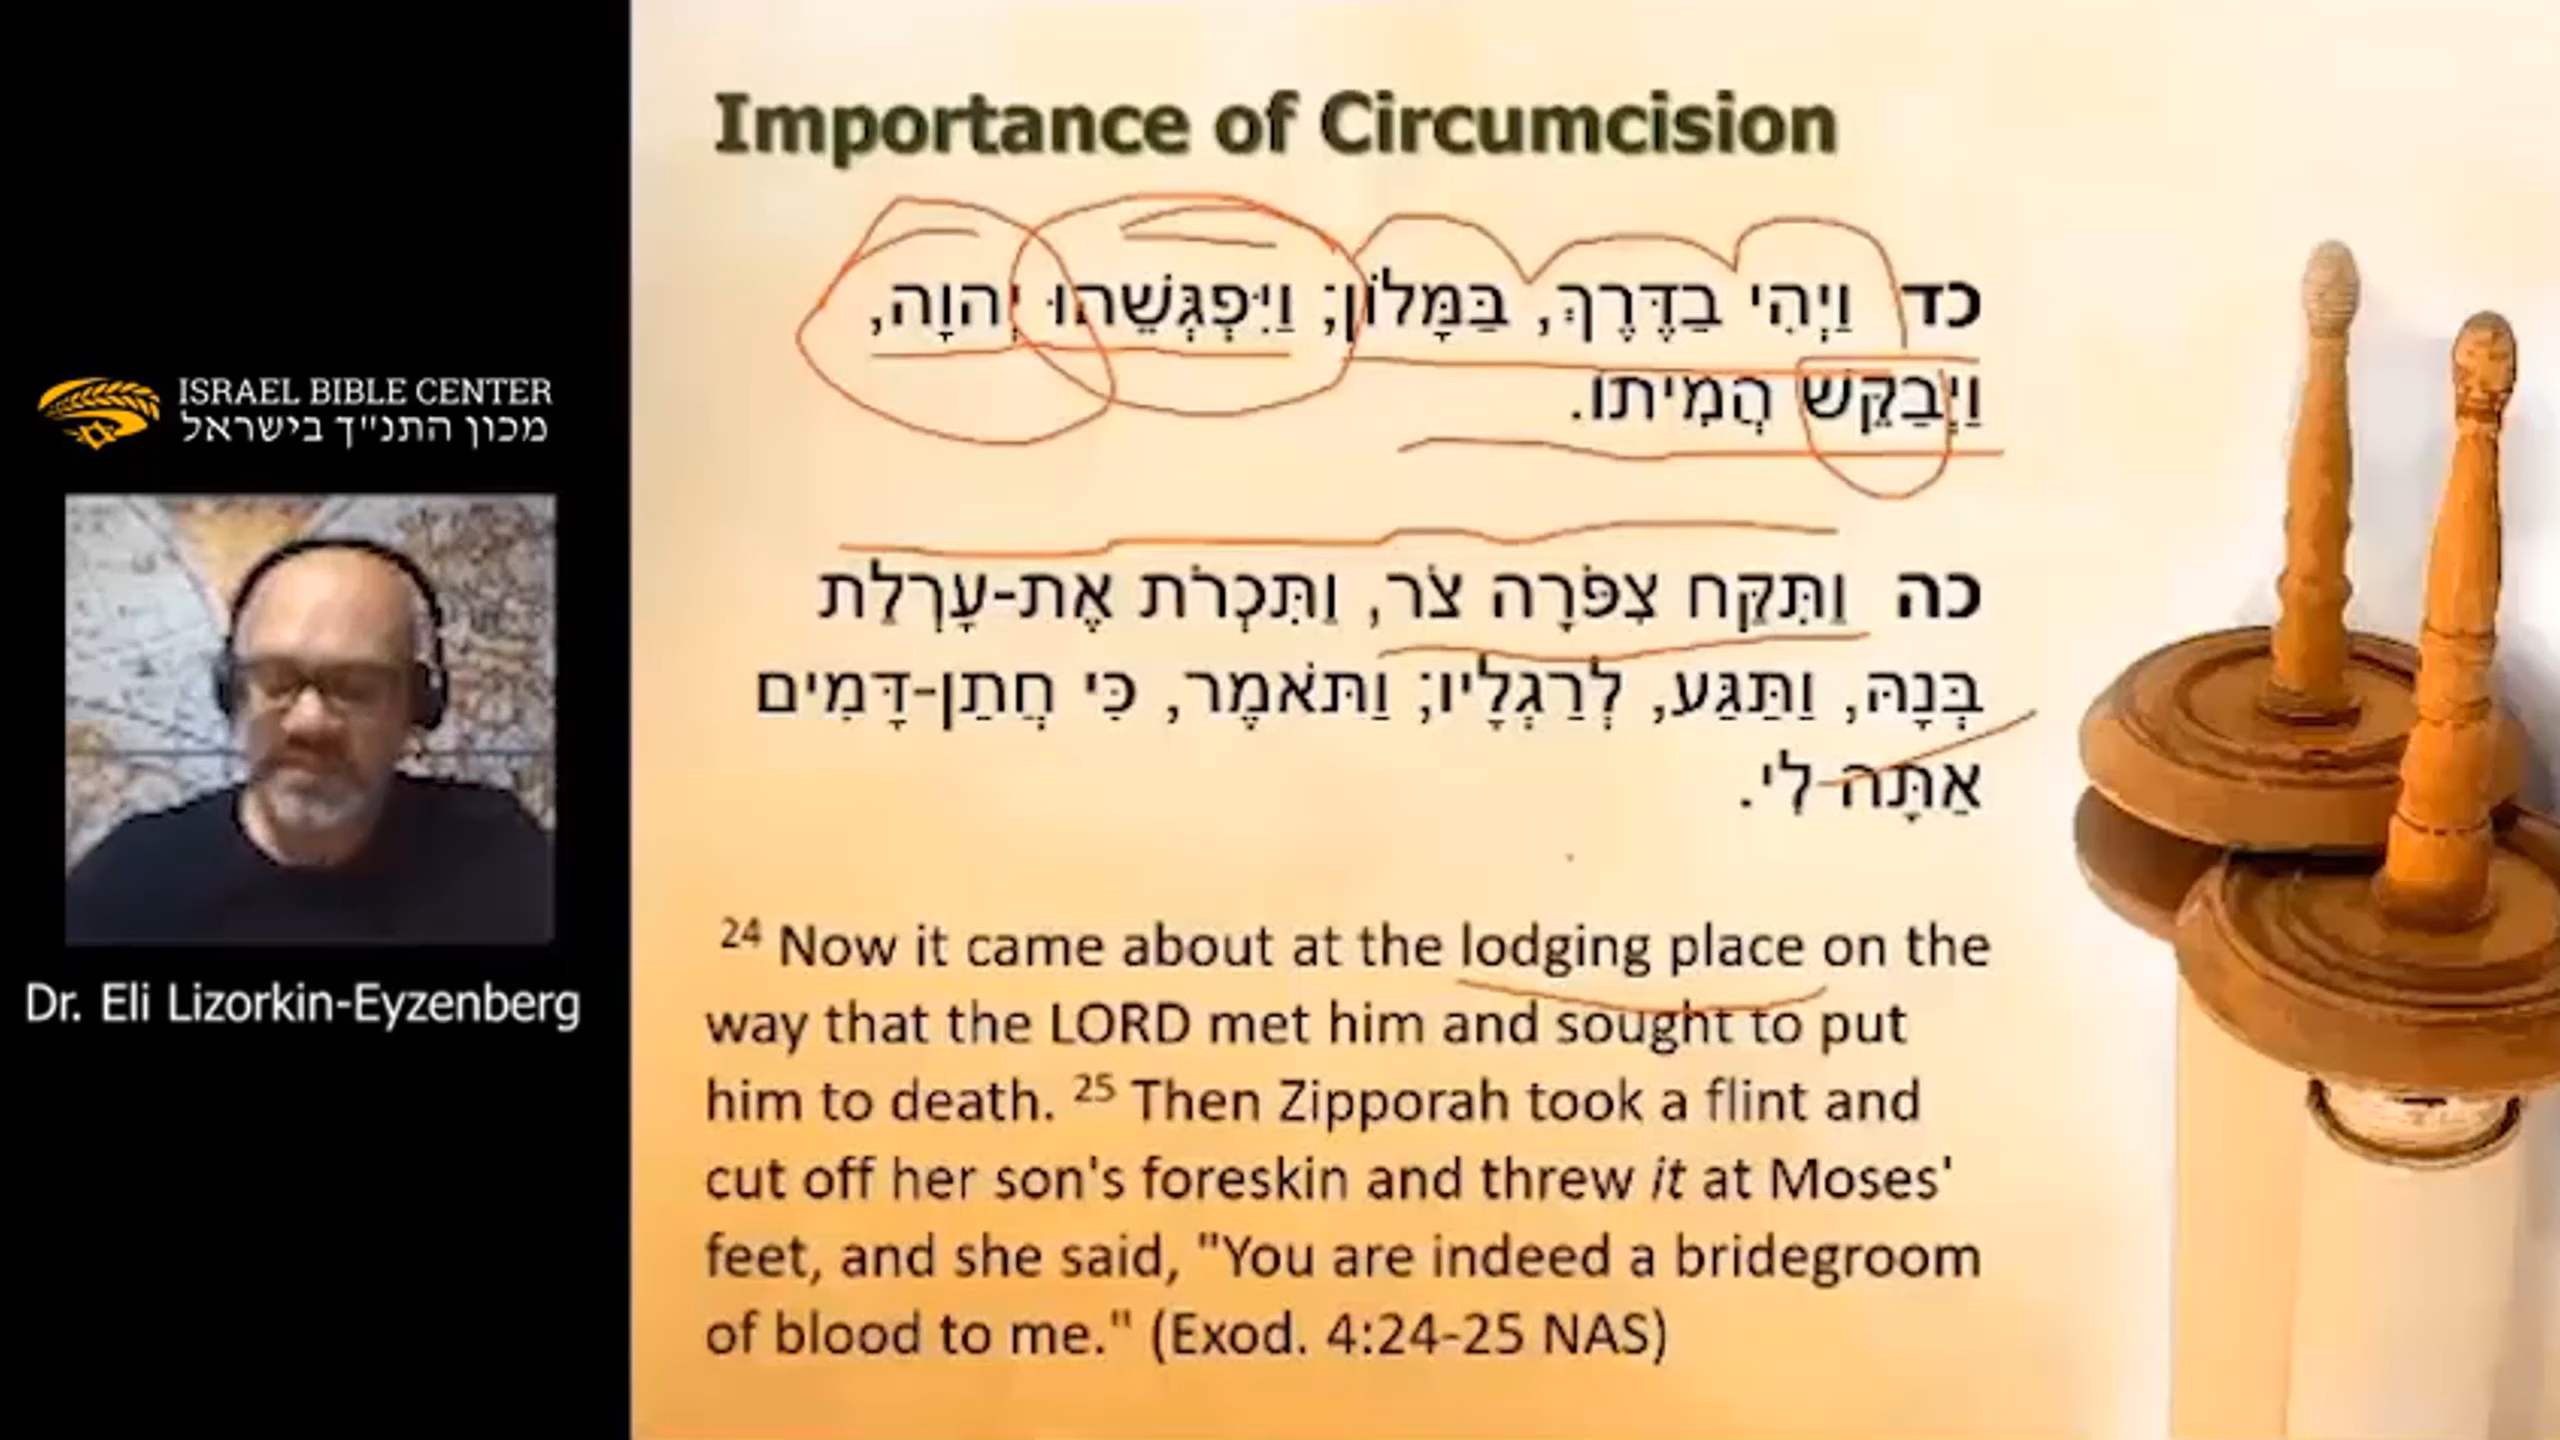 ISRAEL BIBLE CENTER
מכון התנ"ך בישראל
Dr. Eli Lizorkin-Eyzenberg
Importance of Circumcision
כד וַיְהִי בַדֶּרֶךְ, בַּמָּלוֹן; וַיִּפְגְּשֵׁהוּ יְהוָה,
וַיְבַקֵּשׁ הֲמִיתוֹ.
כה וַתִּקַּח צִפֹּרָה צֹר, וַתִּכְרֹת אֶת-עָרְלַת
בְּנָהּ, וַתַּגַּע, לְרַגְלָיו; וַתֹּאמֶר, כִּי חֲתַן-דָּמִים
אַתָּה-לִי.
24 Now it came about at the lodging place on the
way that the LORD met him and sought to put
him to death. 25 Then Zipporah took a flint and
cut off her son's foreskin and threw it at Moses'
feet, and she said, "You are indeed a bridegroom
of blood to me." (Exod. 4:24-25 NAS)